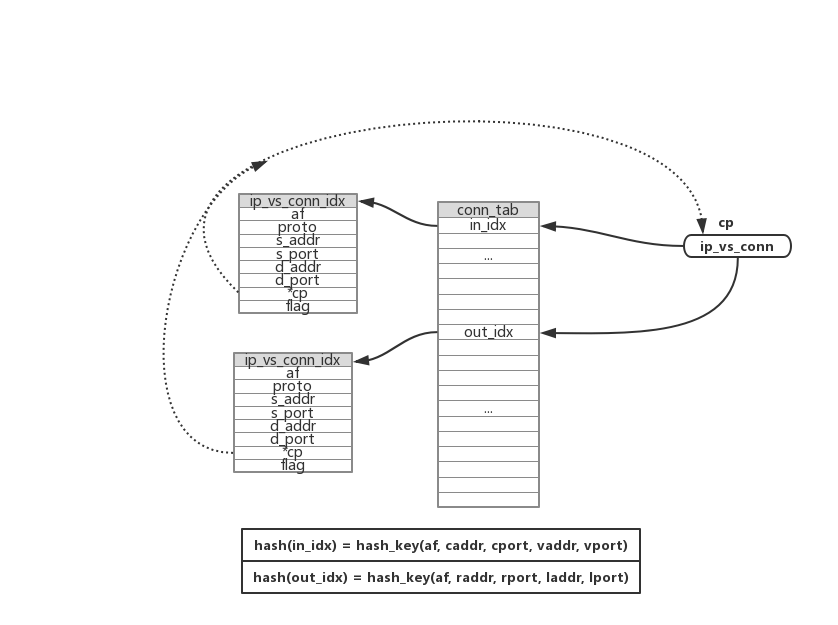 ip_vs_conn_idx
af
proto
s_addr
s_port
d_addr
d_port
*cp
flag
conn_tab
in_idx
...
out_idx
...
cp
ip_vs_conn
ip_vs_conn_idx
af
proto
s_addr
s_port
d_addr
d_port
*cp
flag
hash(in_idx) = hash_key(af, caddr, cport, vaddr, vport)
hash(out_idx) = hash_key(af, raddr, rport, laddr, lport)